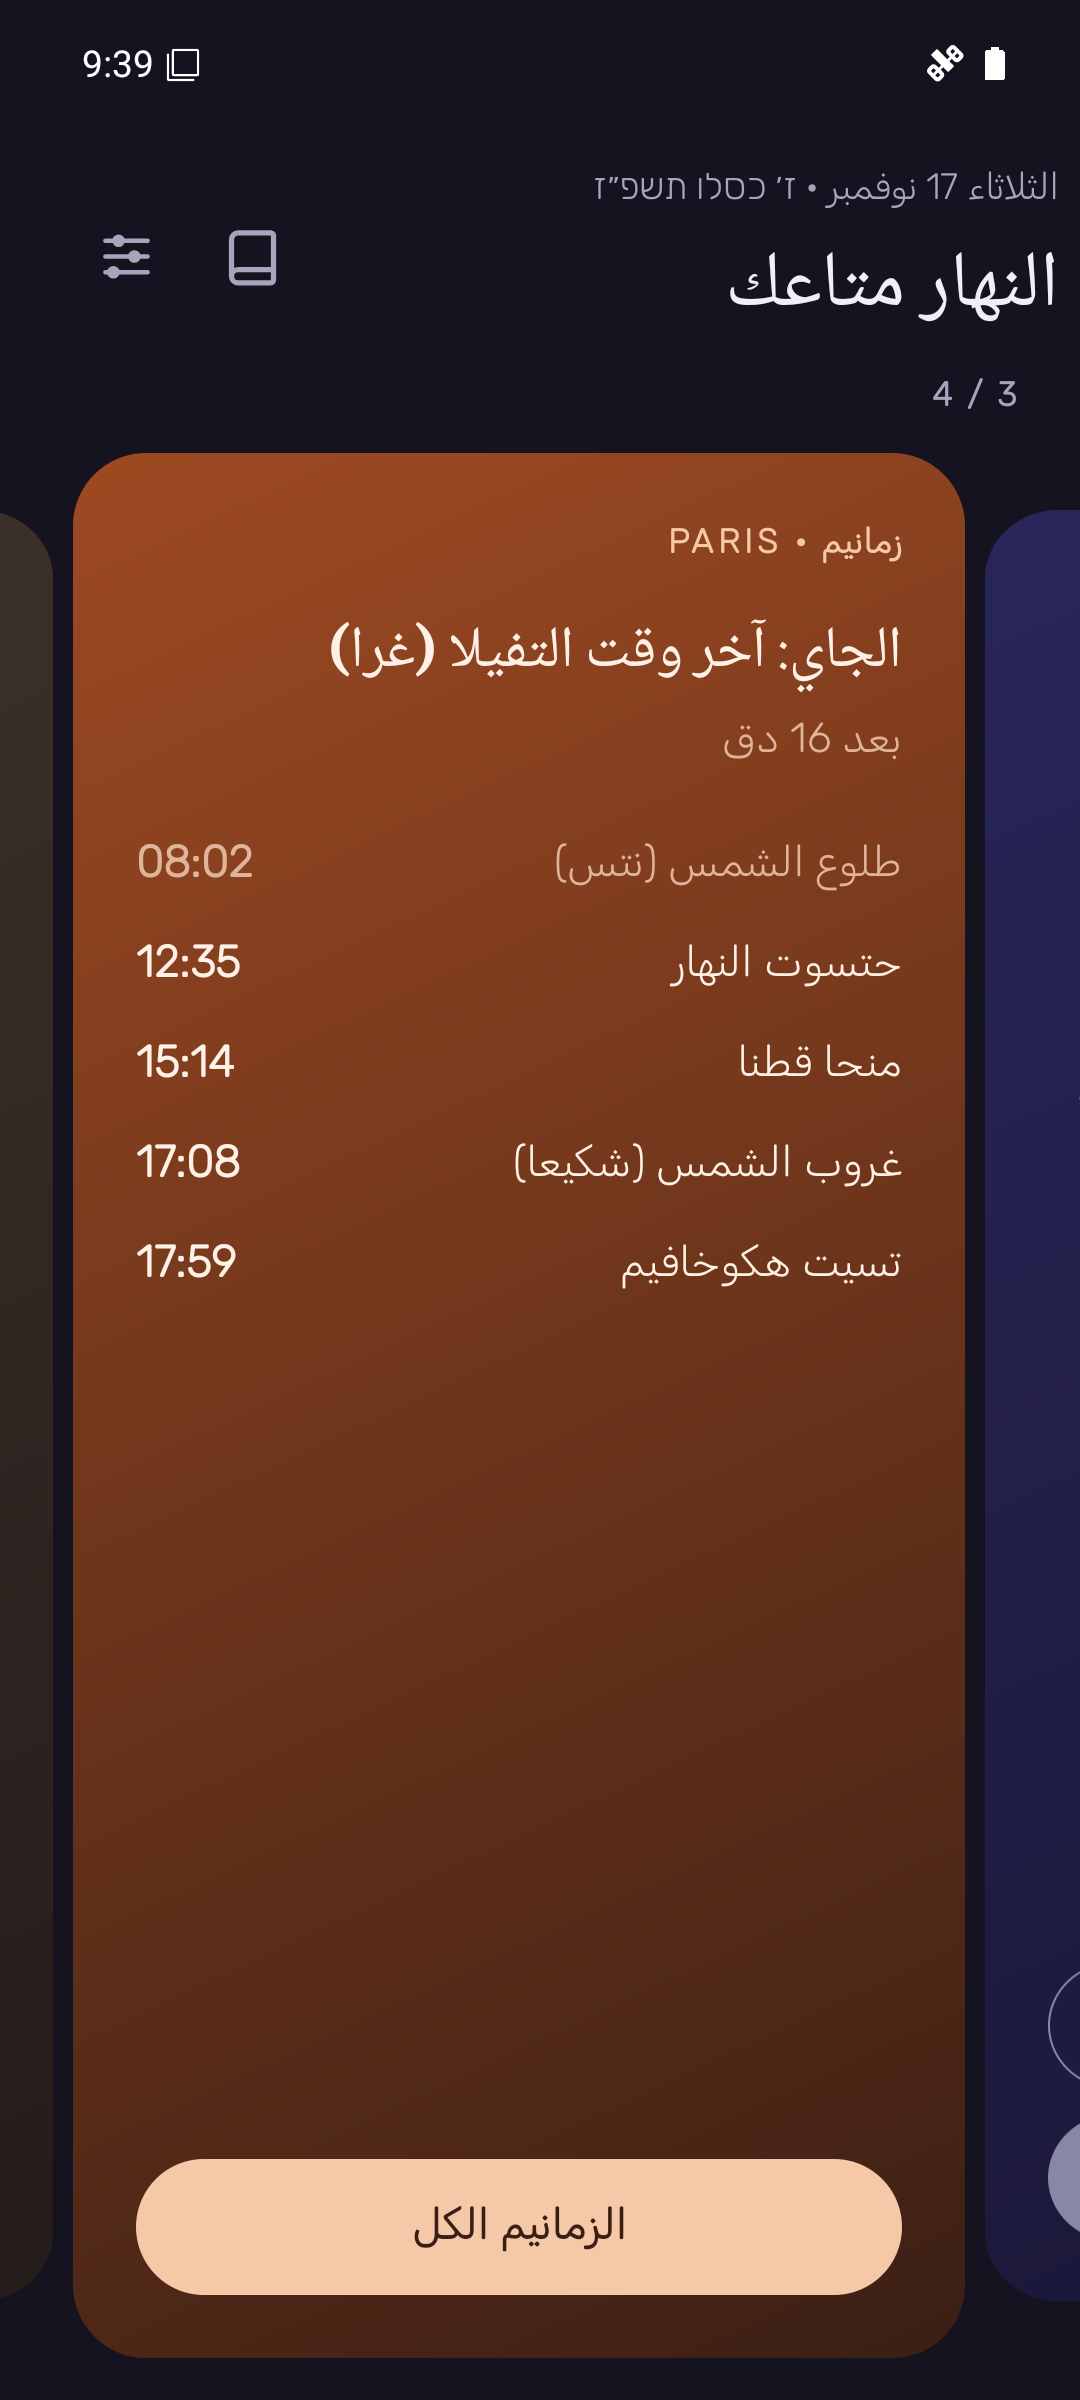 9:39
الثلاثاء 17 نوفمبر • ז׳ כסלו תשפ״ז
النهار متاعك
3 / 4
زمانيم • PARIS
الجاي: آخر وقت التفيلا (غرا)
بعد 16 دق
طلوع الشمس (نتس) 08:02
حتسوت النهار 12:35
منحا قطنا 15:14
غروب الشمس (شكيعا) 17:08
تسيت هكوخافيم 17:59
الزمانيم الكل